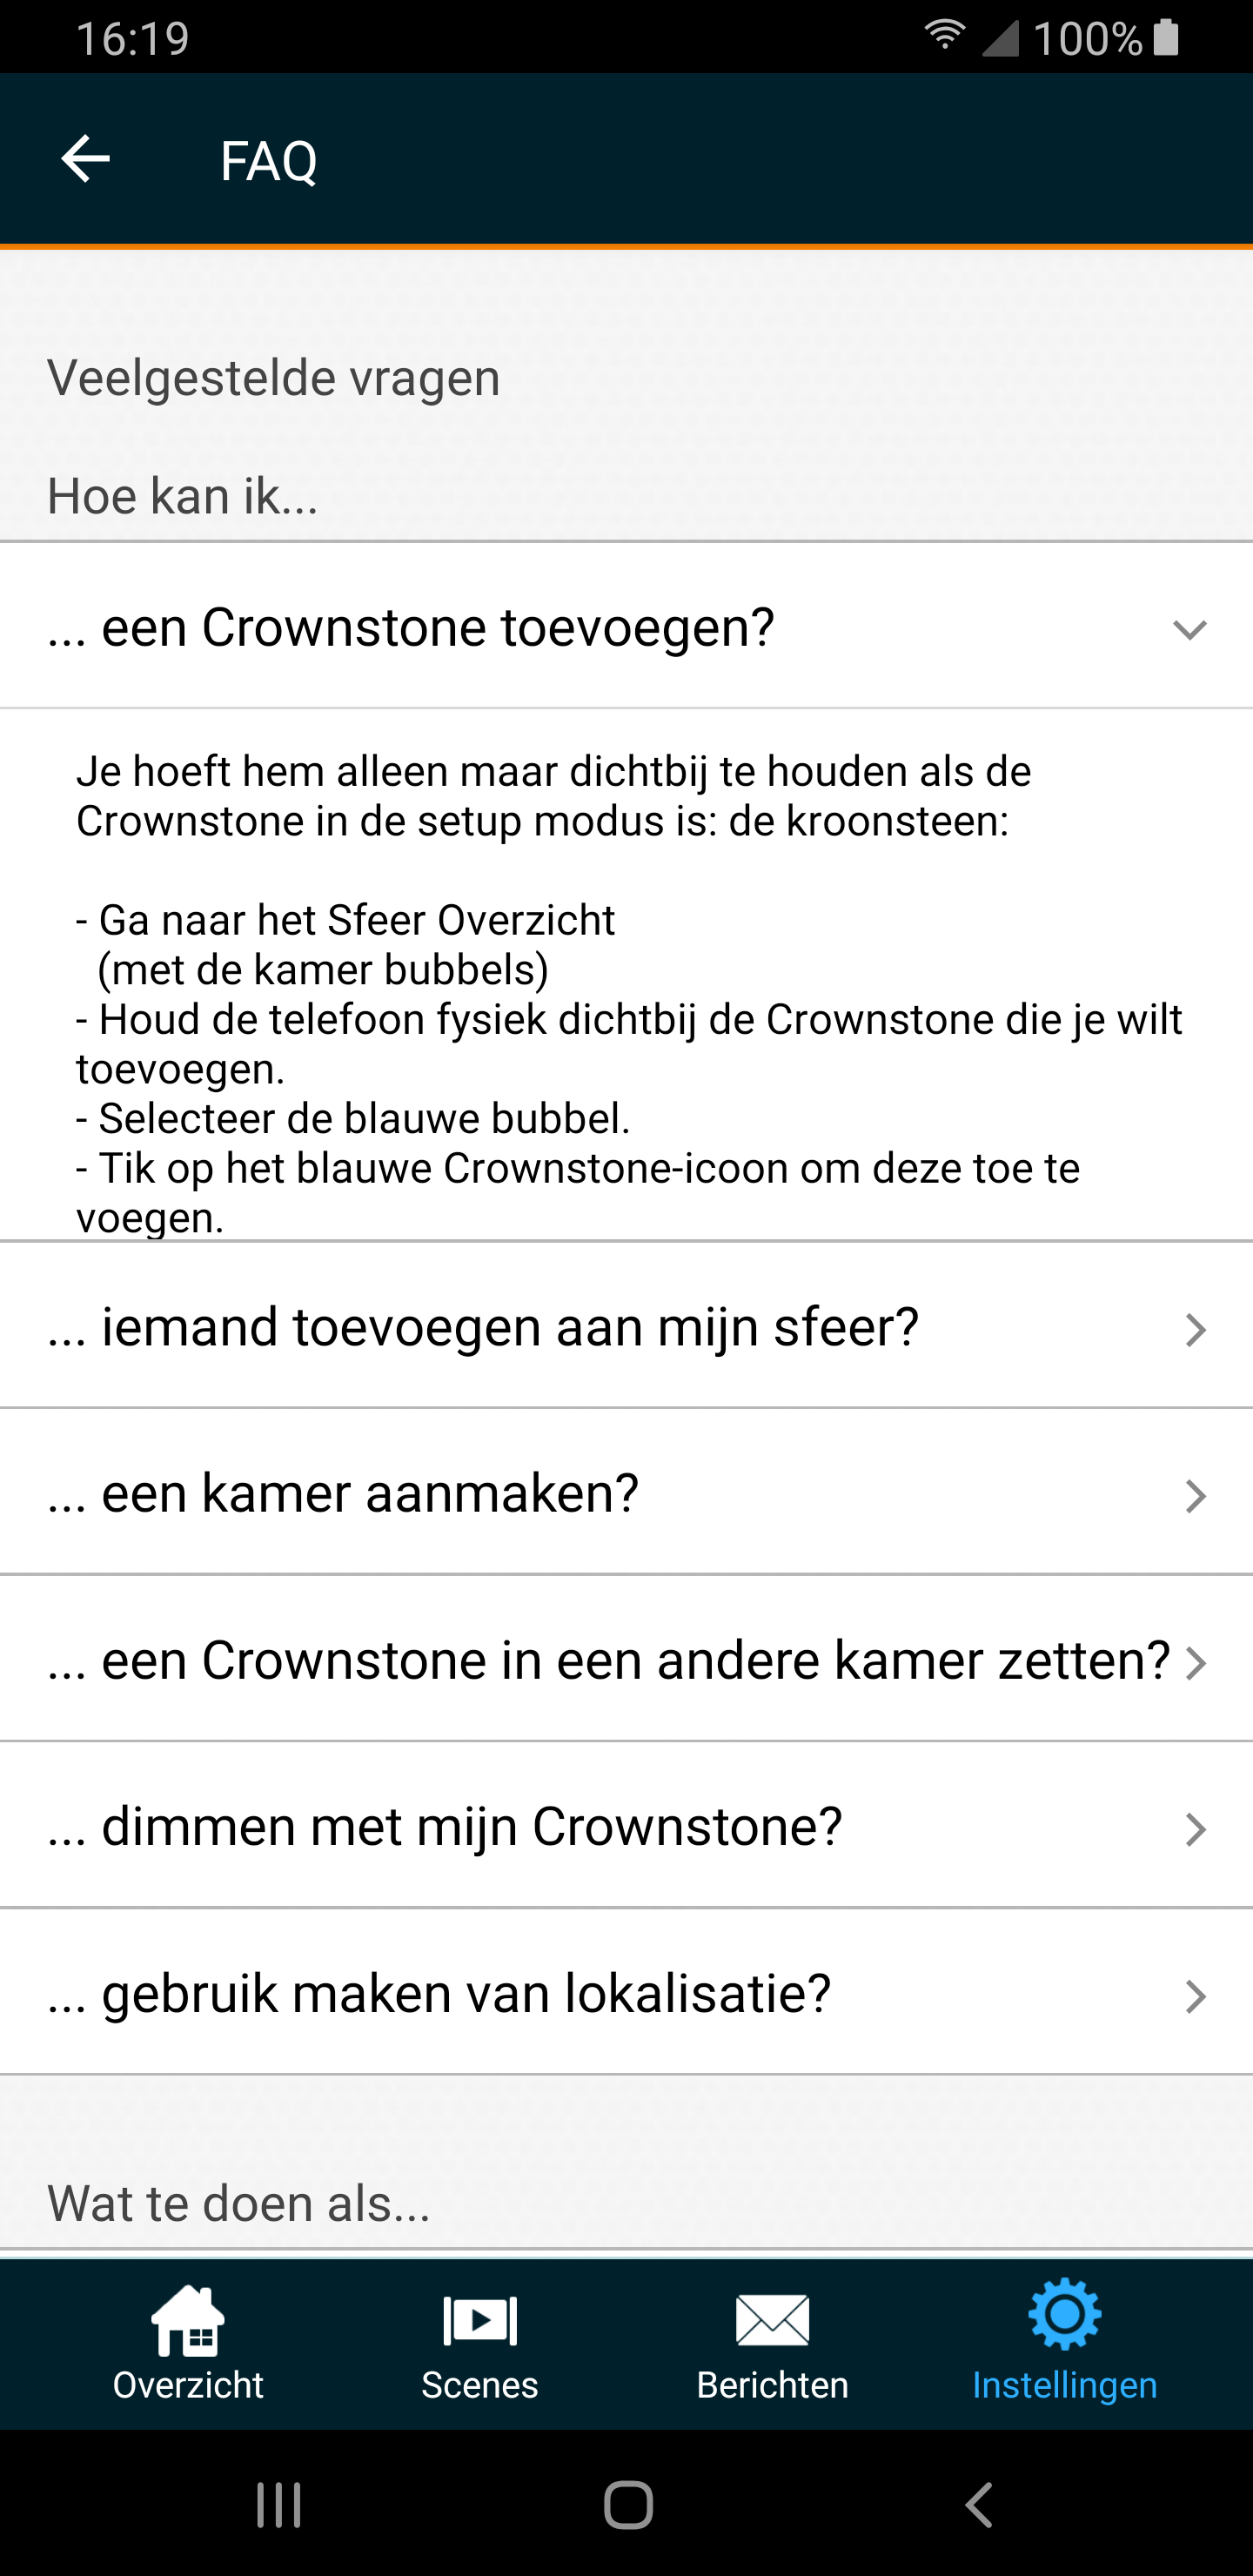 16:19
100%
FAQ
Veelgestelde vragen
Hoe kan ik...
... een Crownstone toevoegen?
Je hoeft hem alleen maar dichtbij te houden als de
Crownstone in de setup modus is: de kroonsteen:
- Ga naar het Sfeer Overzicht
(met de kamer bubbels)
- Houd de telefoon fysiek dichtbij de Crownstone die je wilt
toevoegen.
- Selecteer de blauwe bubbel.
- Tik op het blauwe Crownstone-icoon om deze toe te
voegen.
... iemand toevoegen aan mijn sfeer?
... een kamer aanmaken?
... een Crownstone in een andere kamer zetten?
... dimmen met mijn Crownstone?
... gebruik maken van lokalisatie?
Wat te doen als...
Overzicht
Scenes
Berichten
Instellingen